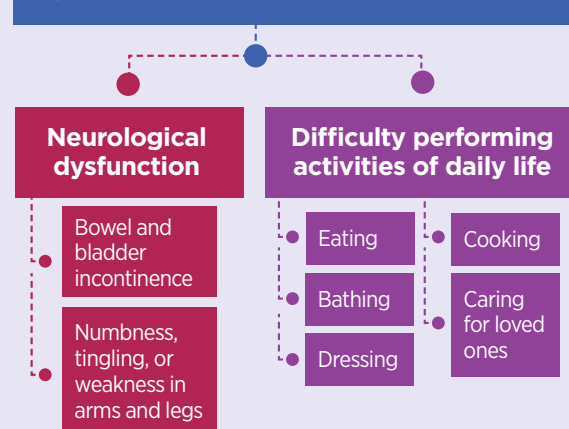 Neurological
dysfunction
Bowel and
bladder
incontinence
Numbness,
tingling, or
weakness in
arms and legs
Difficulty performing
activities of daily life
Eating
Bathing
Dressing
Cooking
Caring
for loved
ones